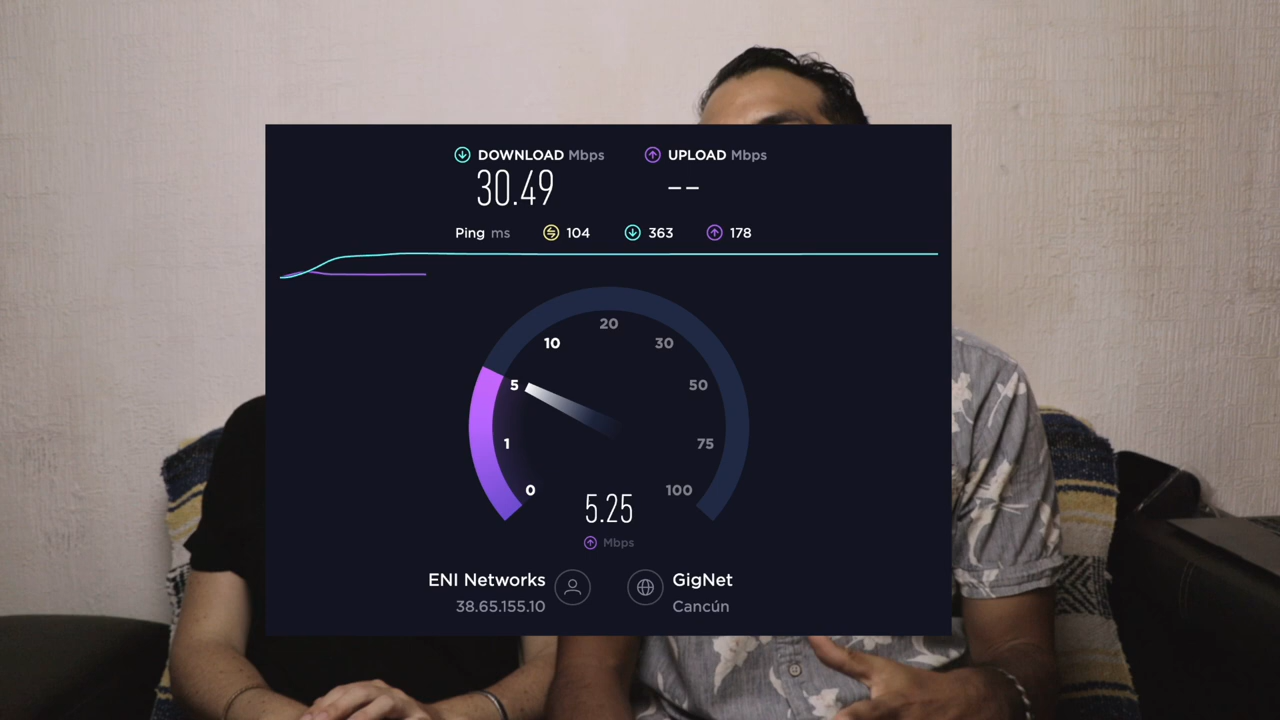 DOWNLOAD Mbps
30.49
UPLOAD Mbps
--
Ping ms 104 363 178
0
1
5
10
20
30
50
75
100
5.25
Mbps
ENI Networks
38.65.155.10
GigNet
Cancún